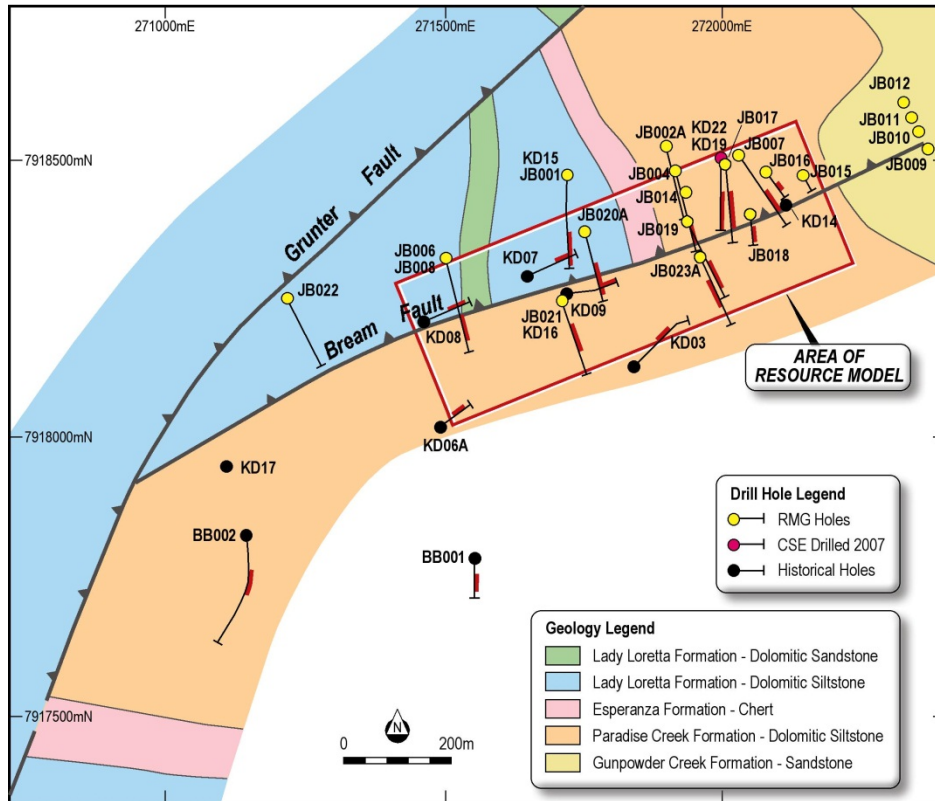 271000mE
271500mE
272000mE
JB012
JB011
JB010
JB009
JB017
KD22
KD19
JB007
JB002A
JB016
JB015
7918500mN
KD15
JB001
JB004
JB014
KD14
Grunter Fault
JB020A
JB019
JB018
JB006
JB008
KD07
JB023A
JB022
Bream Fault
KD09
JB021
KD16
KD08
KD03
AREA OF
RESOURCE MODEL
7918000mN
KD06A
KD17
Drill Hole Legend
RMG Holes
CSE Drilled 2007
Historical Holes
BB002
BB001
Geology Legend
Lady Loretta Formation - Dolomitic Sandstone
Lady Loretta Formation - Dolomitic Siltstone
Esperanza Formation - Chert
Paradise Creek Formation - Dolomitic Siltstone
Gunpowder Creek Formation - Sandstone
7917500mN
N
0 200m